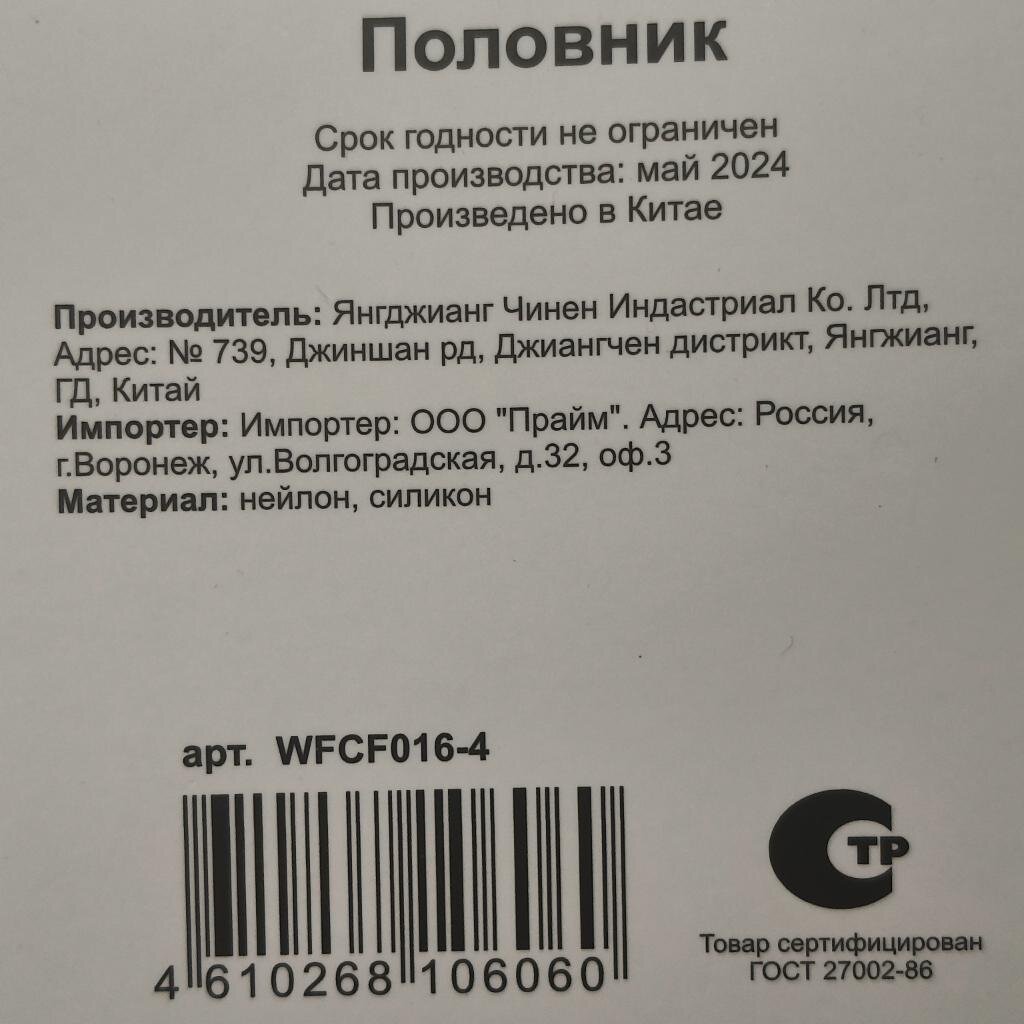 Половник
Срок годности не ограничен
Дата производства: май 2024
Произведено в Китае
Производитель: Янгджианг Чинен Индастриал Ко. Лтд,
Адрес: № 739, Джиншан рд, Джиангчен дистрикт, Янгжианг,
ГД, Китай
Импортер: Импортер: ООО "Прайм". Адрес: Россия,
г.Воронеж, ул.Волгоградская, д.32, оф.3
Материал: нейлон, силикон
арт. WFCF016-4
4 610268 106060
СТР
Товар сертифицирован
ГОСТ 27002-86